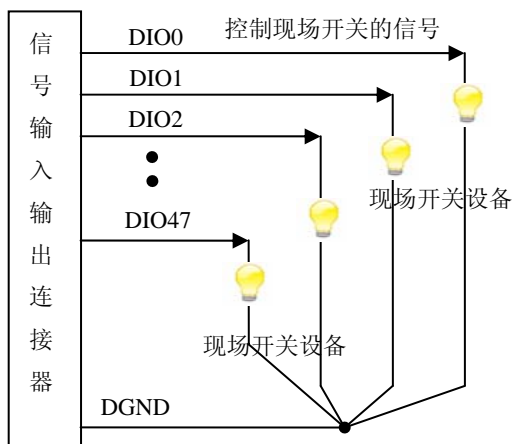 信号输入输出连接器
DIO0
控制现场开关的信号
DIO1
DIO2
现场开关设备
DIO47
现场开关设备
DGND